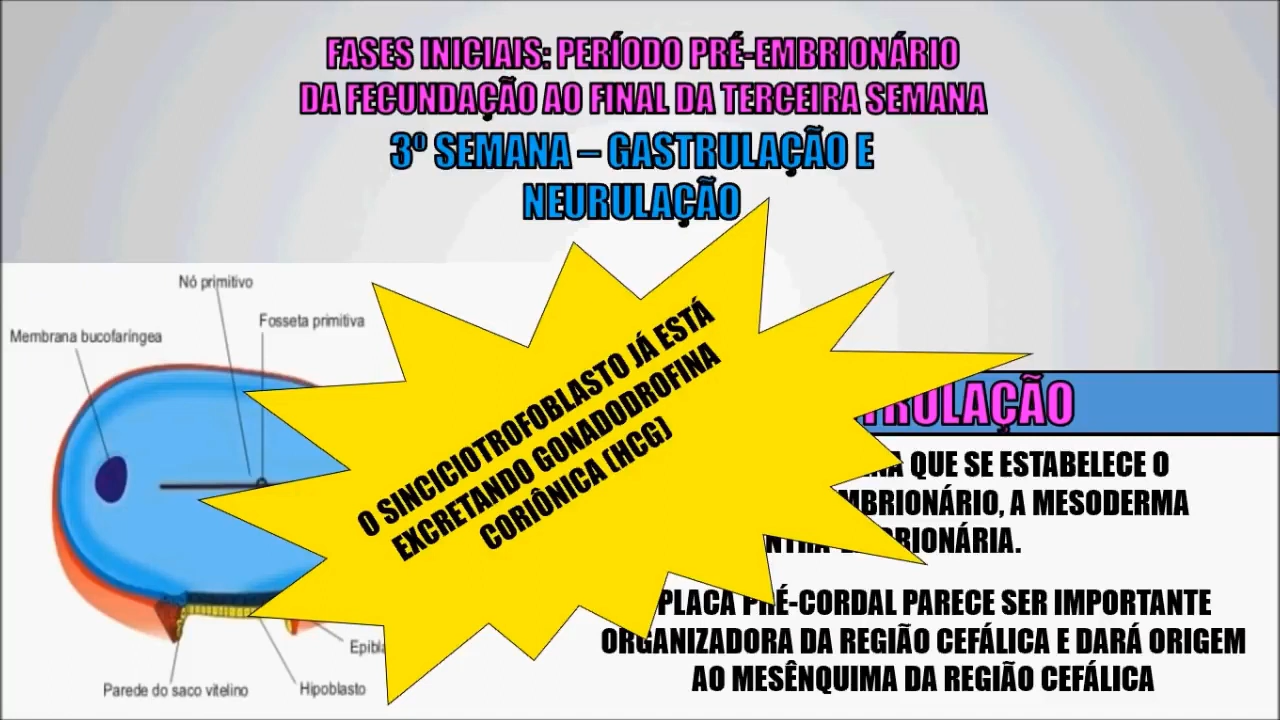 FASES INICIAIS: PERÍODO PRÉ-EMBRIONÁRIO
DA FECUNDAÇÃO AO FINAL DA TERCEIRA SEMANA
3º SEMANA – GASTRULAÇÃO E
NEURULAÇÃO
Nó primitivo
Fosseta primitiva
Membrana bucofaríngea
O SINCICIOTROFOBLASTO JÁ ESTÁ
EXCRETANDO GONADODROFINA
CORIÔNICA (HCG)
TRULAÇÃO
QUE SE ESTABELECE O
MBRIONÁRIO, A MESODERMA
PLACA PRÉ-CORDAL PARECE SER IMPORTANTE
ORGANIZADORA DA REGIÃO CEFÁLICA E DARÁ ORIGEM
AO MESÊNQUIMA DA REGIÃO CEFÁLICA
Epibl
Parede do saco vitelino
Hipoblasto